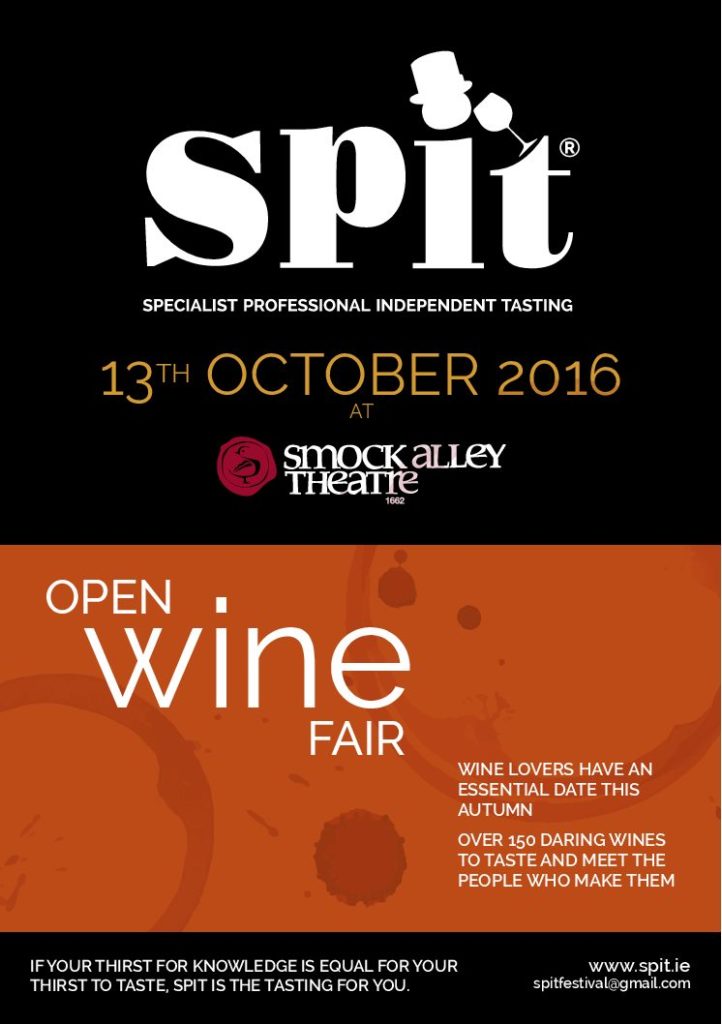 spit®
SPECIALIST PROFESSIONAL INDEPENDENT TASTING
13TH OCTOBER 2016
AT
SMOCK ALLEY
THEATRE
1662
OPEN
wine
FAIR
WINE LOVERS HAVE AN
ESSENTIAL DATE THIS
AUTUMN
OVER 150 DARING WINES
TO TASTE AND MEET THE
PEOPLE WHO MAKE THEM
IF YOUR THIRST FOR KNOWLEDGE IS EQUAL FOR YOUR
THIRST TO TASTE, SPIT IS THE TASTING FOR YOU.
www.spit.ie
spitfestival@gmail.com